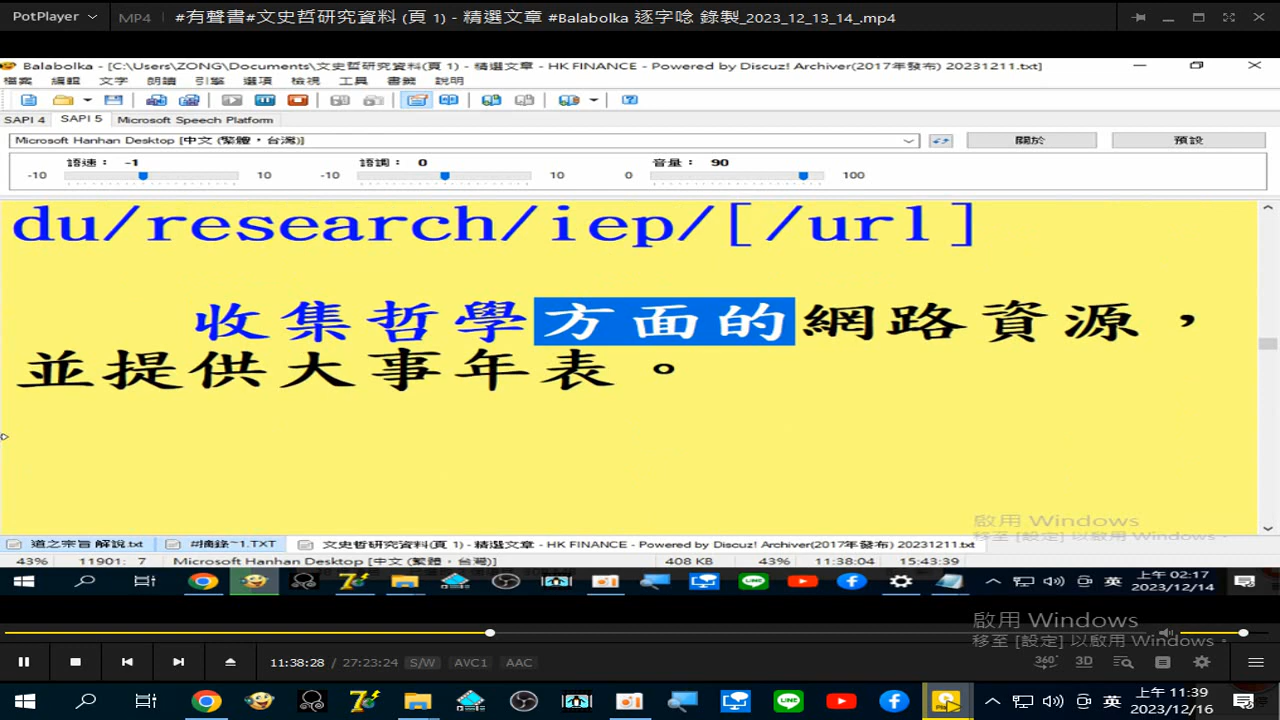 PotPlayer MP4 #有聲書#文史哲研究資料 (頁 1) - 精選文章 #Balabolka 逐字唸 錄製_2023_12_13_14_.mp4
Balabolka - [C:\Users\ZONG\Documents\文史哲研究資料(頁 1) - 精選文章 - HK FINANCE - Powered by Discuz! Archiver(2017年發布) 20231211.txt]
檔案 編輯 文字 朗讀 引擎 選項 檢視 工具 書籤 說明
SAPI 4 SAPI 5 Microsoft Speech Platform
Microsoft Hanhan Desktop [中文 (繁體，台灣)] 關於 預設
語速： -1 語調： 0 音量： 90
-10 10 -10 10 0 100
du/research/iep/[/url]
收集哲學方面的網路資源，
並提供大事年表。
啟用 Windows
道之宗旨 解說.txt #摘錄~1.TXT 文史哲研究資料(頁 1) - 精選文章 - HK FINANCE - Powered by Discuz! Archiver(2017年發布) 20231211.txt
43% 11901: 7 Microsoft Hanhan Desktop [中文 (繁體，台灣)] 408 KB 43% 11:38:04 15:43:39
英 上午 02:17
2023/12/14
啟用 Windows
移至 [設定] 以啟用 Windows。
11:38:28 / 27:23:24 S/W AVC1 AAC 360° 3D
英 上午 11:39
2023/12/16